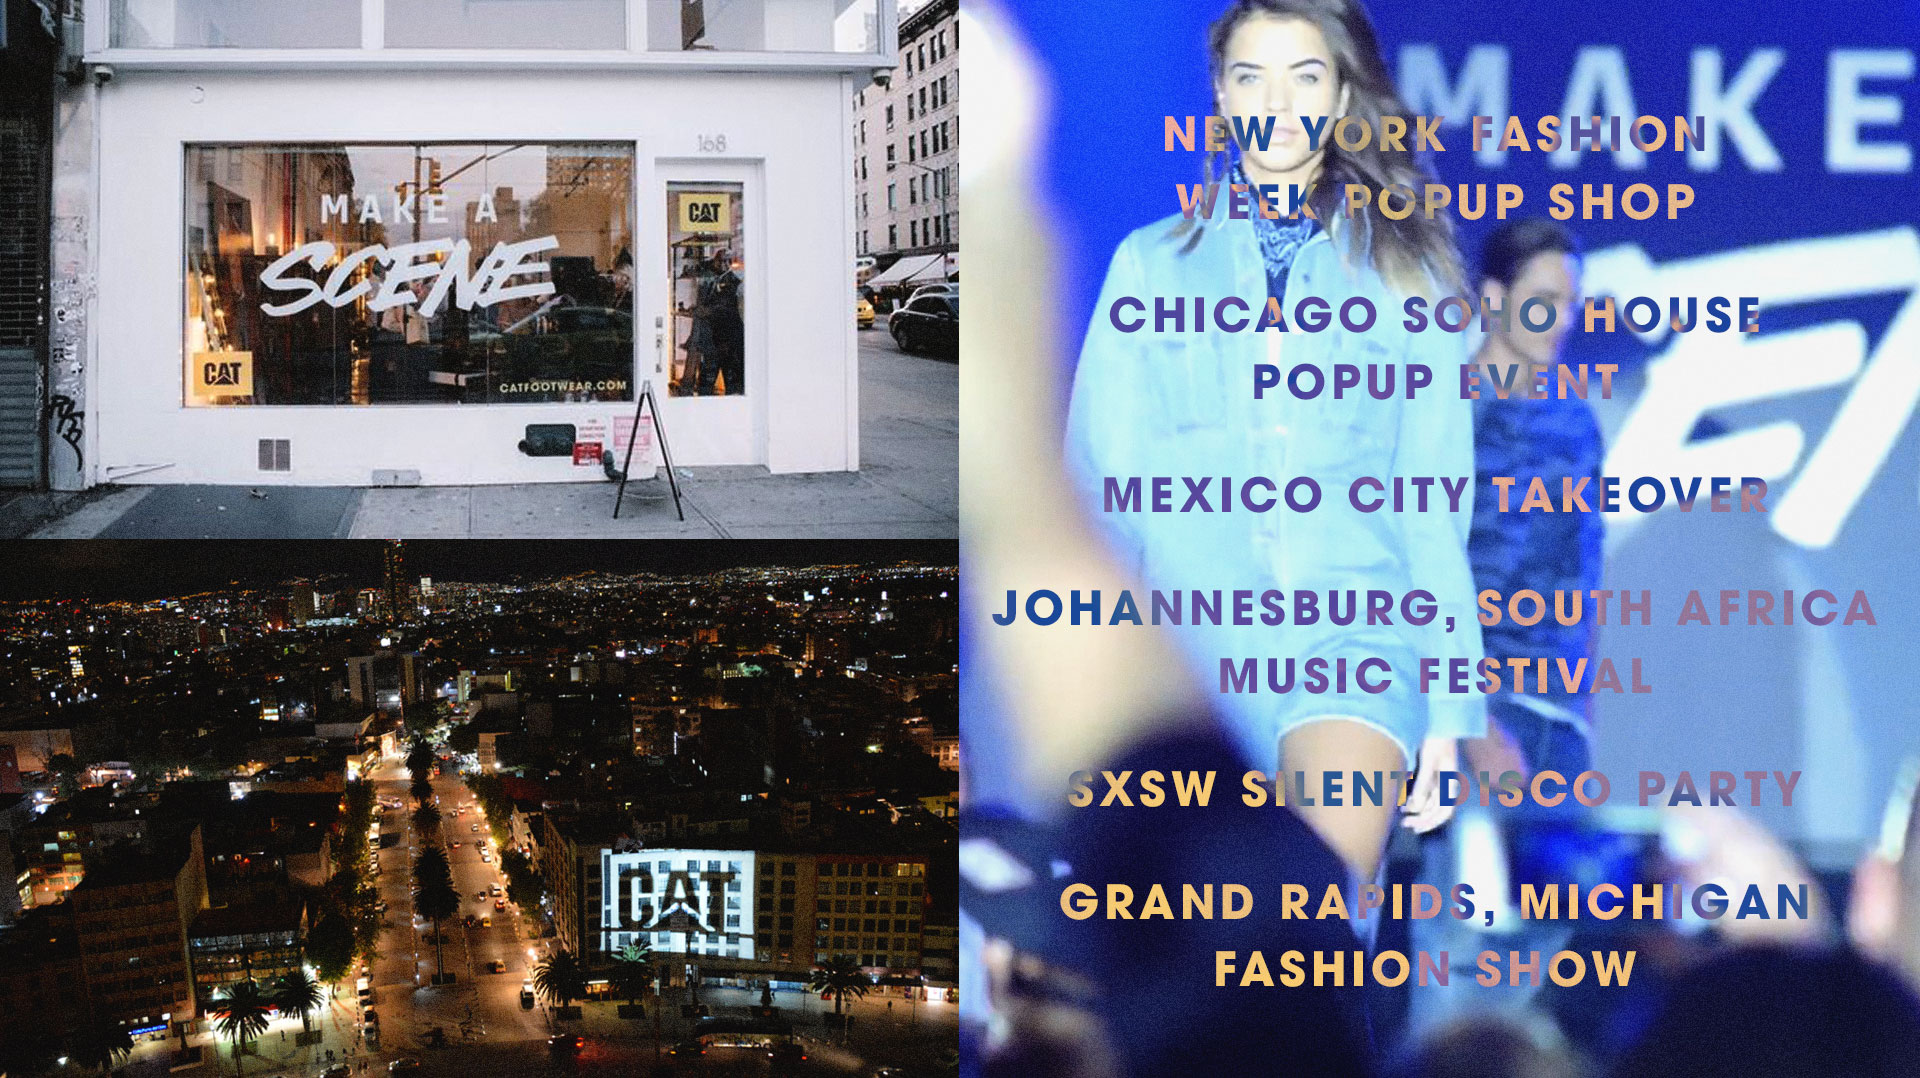 168
MAKE A
SCENE
CAT
CAT
CATFOOTWEAR.COM
CAT
MAKE
NEW YORK FASHION
WEEK POPUP SHOP
CHICAGO SOHO HOUSE
POPUP EVENT
MEXICO CITY TAKEOVER
JOHANNESBURG, SOUTH AFRICA
MUSIC FESTIVAL
SXSW SILENT DISCO PARTY
GRAND RAPIDS, MICHIGAN
FASHION SHOW